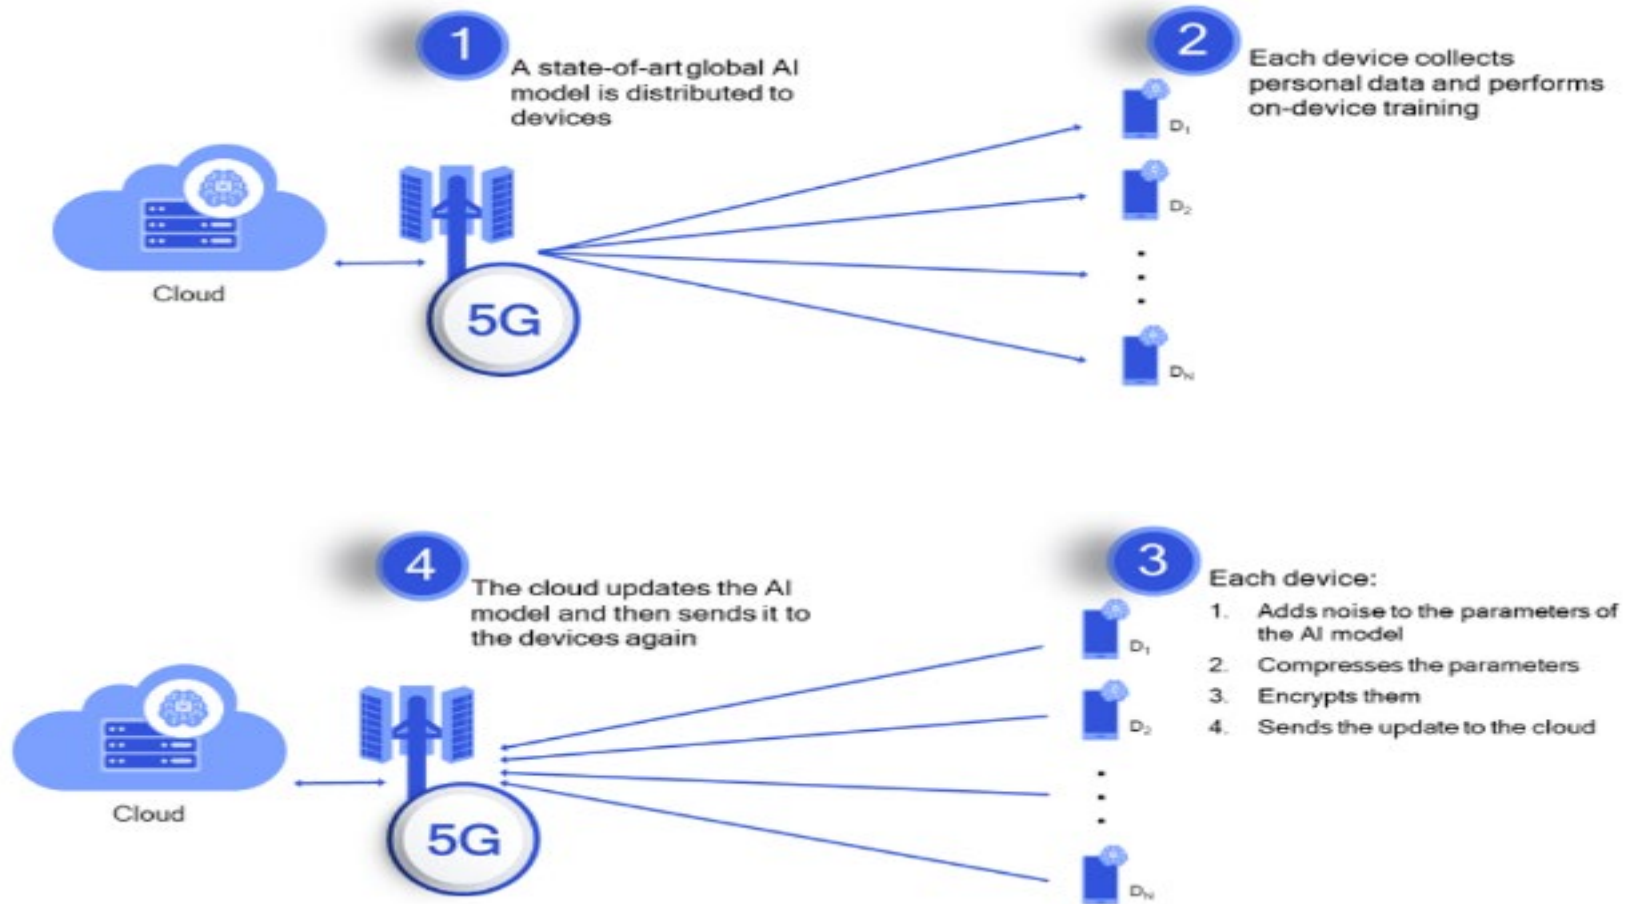 1
A state-of-art global AI
model is distributed to
devices
2
Each device collects
personal data and performs
on-device training
D1
D2
DN
Cloud
5G
4
The cloud updates the AI
model and then sends it to
the devices again
3
Each device:
1. Adds noise to the parameters of
the AI model
2. Compresses the parameters
3. Encrypts them
4. Sends the update to the cloud
D1
D2
DN
Cloud
5G